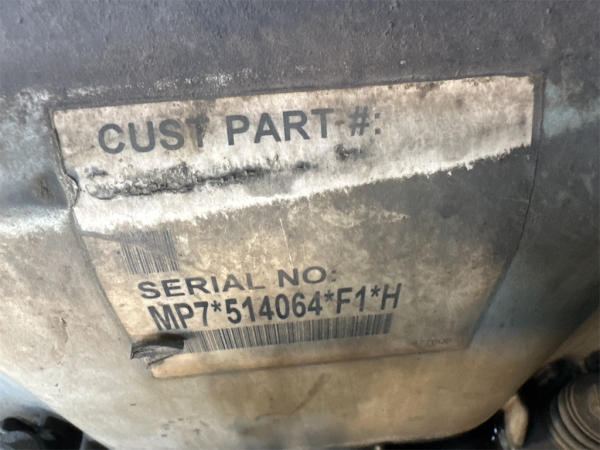 CUST PART #:
SERIAL NO:
MP7*514064*F1*H